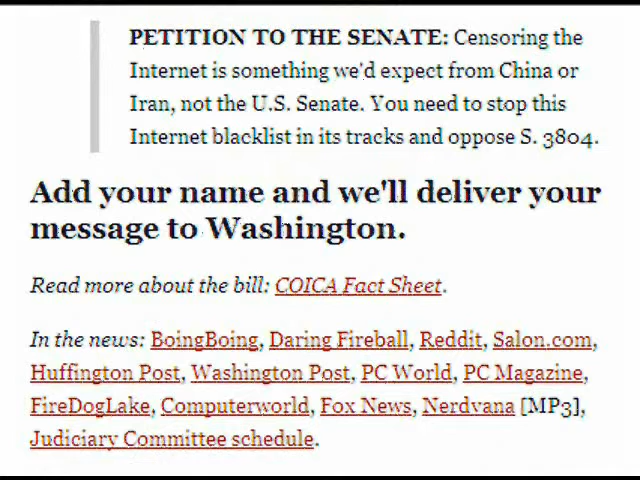 PETITION TO THE SENATE: Censoring the
Internet is something we'd expect from China or
Iran, not the U.S. Senate. You need to stop this
Internet blacklist in its tracks and oppose S. 3804.
Add your name and we'll deliver your
message to Washington.
Read more about the bill: COICA Fact Sheet.
In the news: BoingBoing, Daring Fireball, Reddit, Salon.com,
Huffington Post, Washington Post, PC World, PC Magazine,
FireDogLake, Computerworld, Fox News, Nerdvana [MP3],
Judiciary Committee schedule.